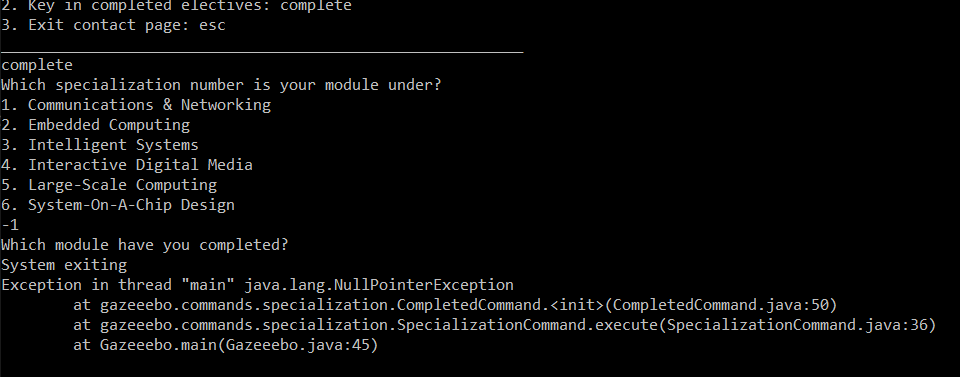 2. Key in completed electives: complete
3. Exit contact page: esc
__________________________________________________________
complete
Which specialization number is your module under?
1. Communications & Networking
2. Embedded Computing
3. Intelligent Systems
4. Interactive Digital Media
5. Large-Scale Computing
6. System-On-A-Chip Design
-1
Which module have you completed?
System exiting
Exception in thread "main" java.lang.NullPointerException
        at gazeeebo.commands.specialization.CompletedCommand.<init>(CompletedCommand.java:50)
        at gazeeebo.commands.specialization.SpecializationCommand.execute(SpecializationCommand.java:36)
        at Gazeeebo.main(Gazeeebo.java:45)